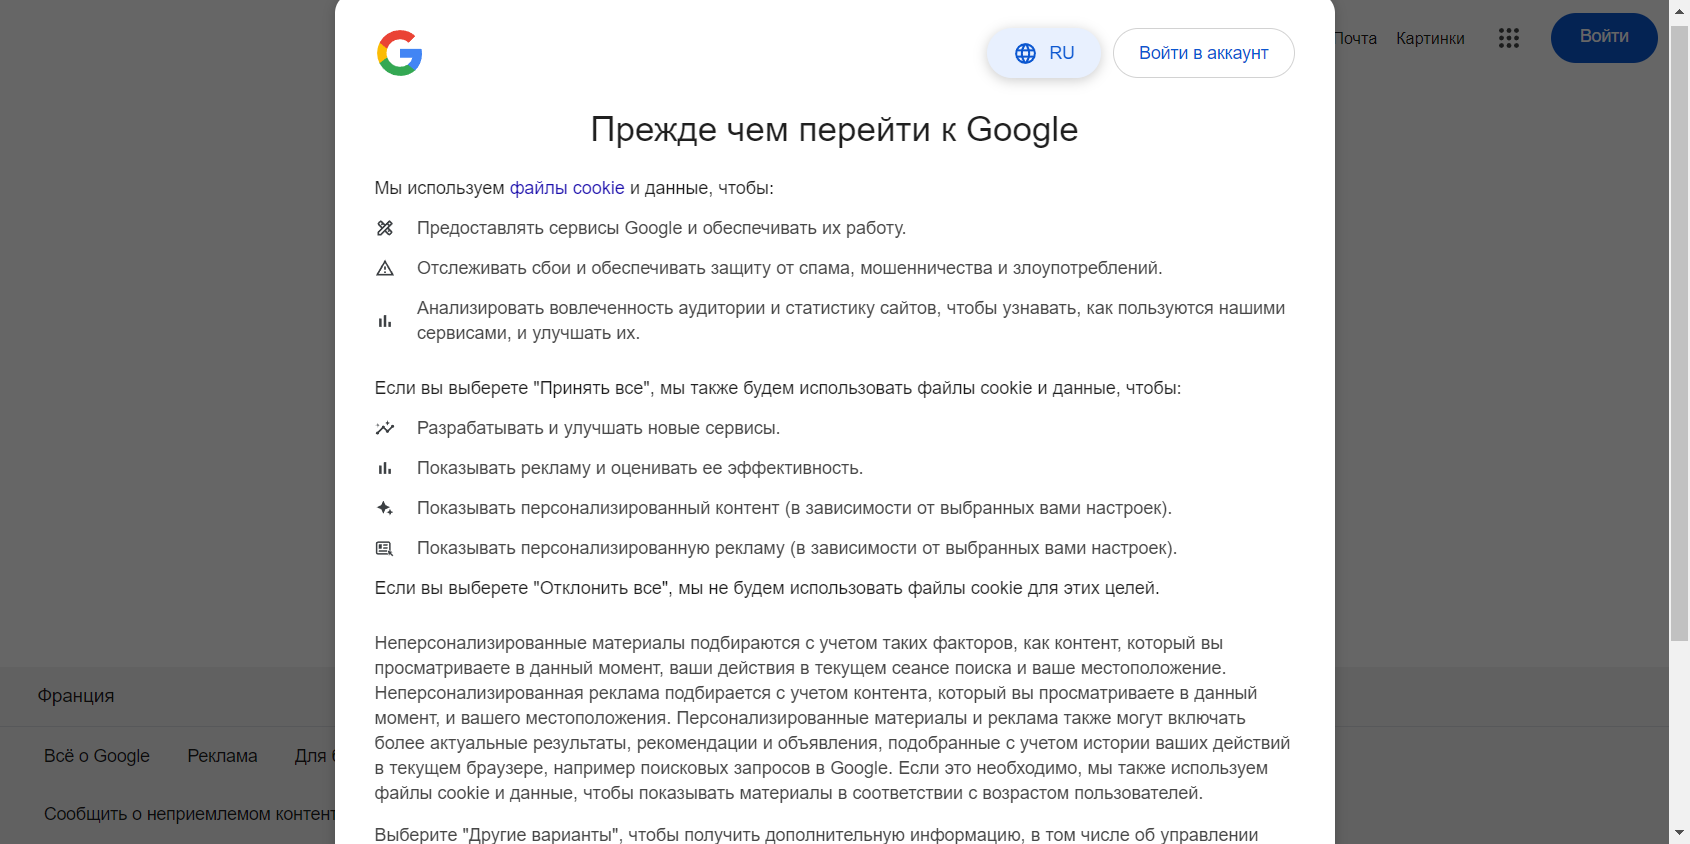 Почта Картинки Войти
RU Войти в аккаунт
Прежде чем перейти к Google
Мы используем файлы cookie и данные, чтобы:
Предоставлять сервисы Google и обеспечивать их работу.
Отслеживать сбои и обеспечивать защиту от спама, мошенничества и злоупотреблений.
Анализировать вовлеченность аудитории и статистику сайтов, чтобы узнавать, как пользуются нашими
сервисами, и улучшать их.
Если вы выберете "Принять все", мы также будем использовать файлы cookie и данные, чтобы:
Разрабатывать и улучшать новые сервисы.
Показывать рекламу и оценивать ее эффективность.
Показывать персонализированный контент (в зависимости от выбранных вами настроек).
Показывать персонализированную рекламу (в зависимости от выбранных вами настроек).
Если вы выберете "Отклонить все", мы не будем использовать файлы cookie для этих целей.
Неперсонализированные материалы подбираются с учетом таких факторов, как контент, который вы
просматриваете в данный момент, ваши действия в текущем сеансе поиска и ваше местоположение.
Неперсонализированная реклама подбирается с учетом контента, который вы просматриваете в данный
момент, и вашего местоположения. Персонализированные материалы и реклама также могут включать
более актуальные результаты, рекомендации и объявления, подобранные с учетом истории ваших действий
в текущем браузере, например поисковых запросов в Google. Если это необходимо, мы также используем
файлы cookie и данные, чтобы показывать материалы в соответствии с возрастом пользователей.
Выберите "Другие варианты", чтобы получить дополнительную информацию, в том числе об управлении
Франция
Всё о Google Реклама Для
Сообщить о неприемлемом контент